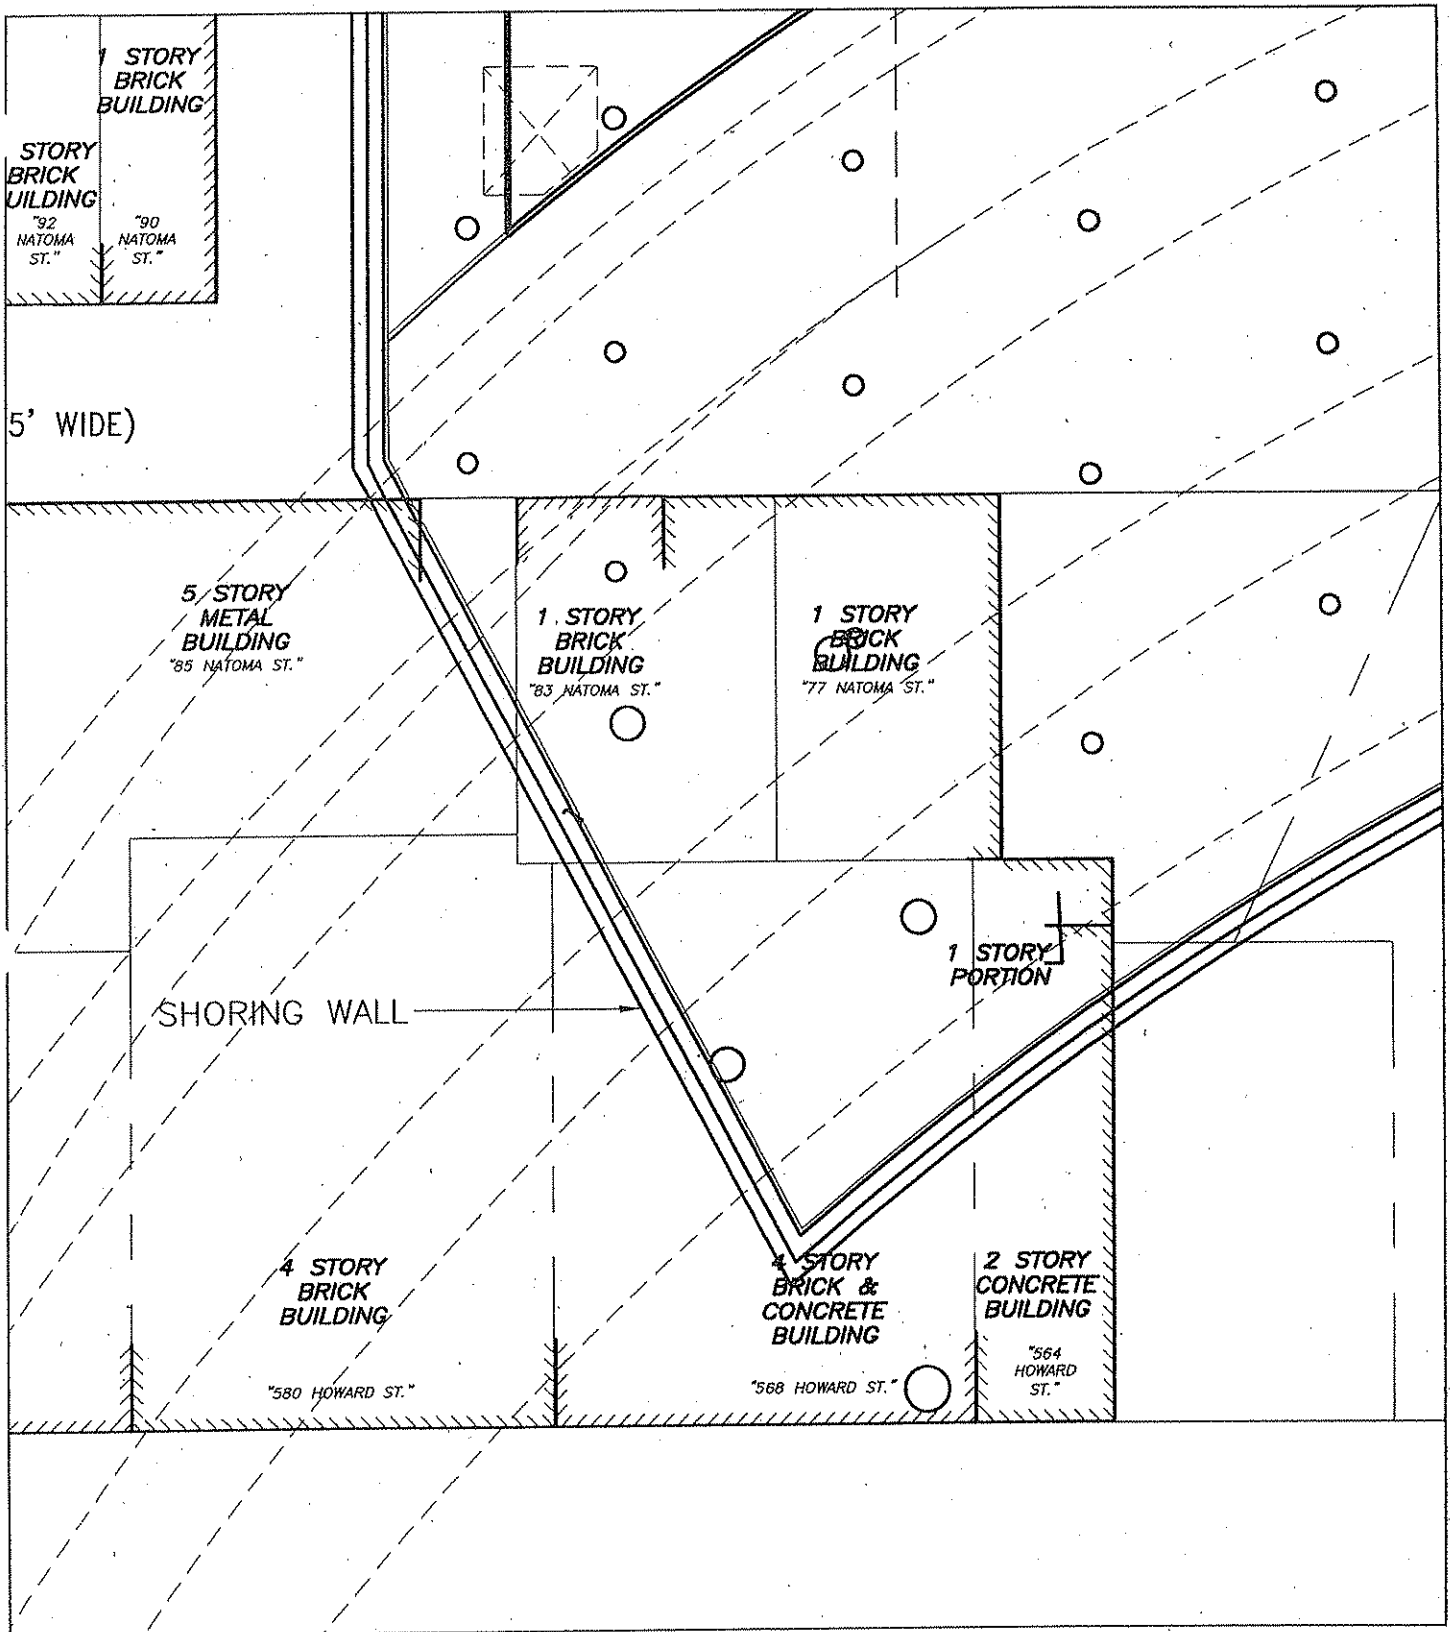 1 STORY
BRICK
BUILDING
"90
NATOMA
ST."
STORY
BRICK
UILDING
"92
NATOMA
ST."
5' WIDE)
5 STORY
METAL
BUILDING
"85 NATOMA ST."
1 STORY
BRICK
BUILDING
"83 NATOMA ST."
1 STORY
BRICK
BUILDING
"77 NATOMA ST."
1 STORY
PORTION
SHORING WALL
4 STORY
BRICK
BUILDING
"580 HOWARD ST."
4 STORY
BRICK &
CONCRETE
BUILDING
"568 HOWARD ST."
2 STORY
CONCRETE
BUILDING
"564
HOWARD
ST."